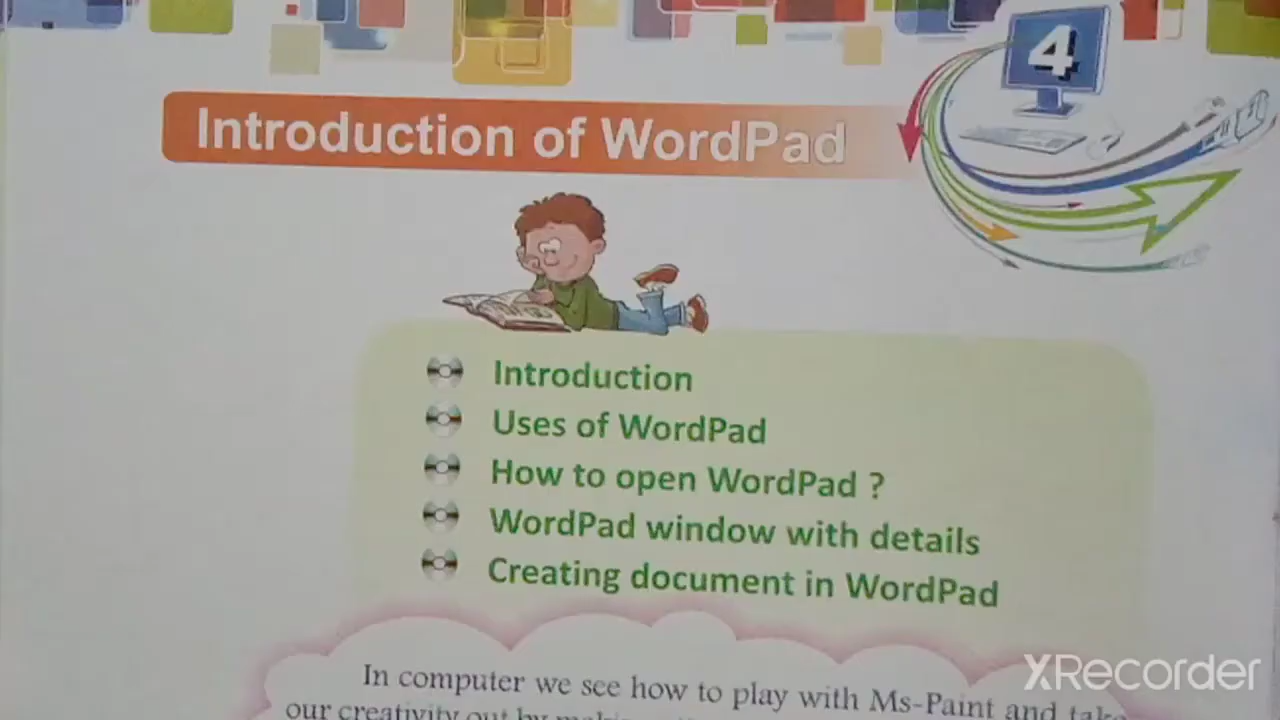 4
Introduction of WordPad
Introduction
Uses of WordPad
How to open WordPad ?
WordPad window with details
Creating document in WordPad
In computer we see how to play with Ms-Paint and take
our creativity out by
XRecorder